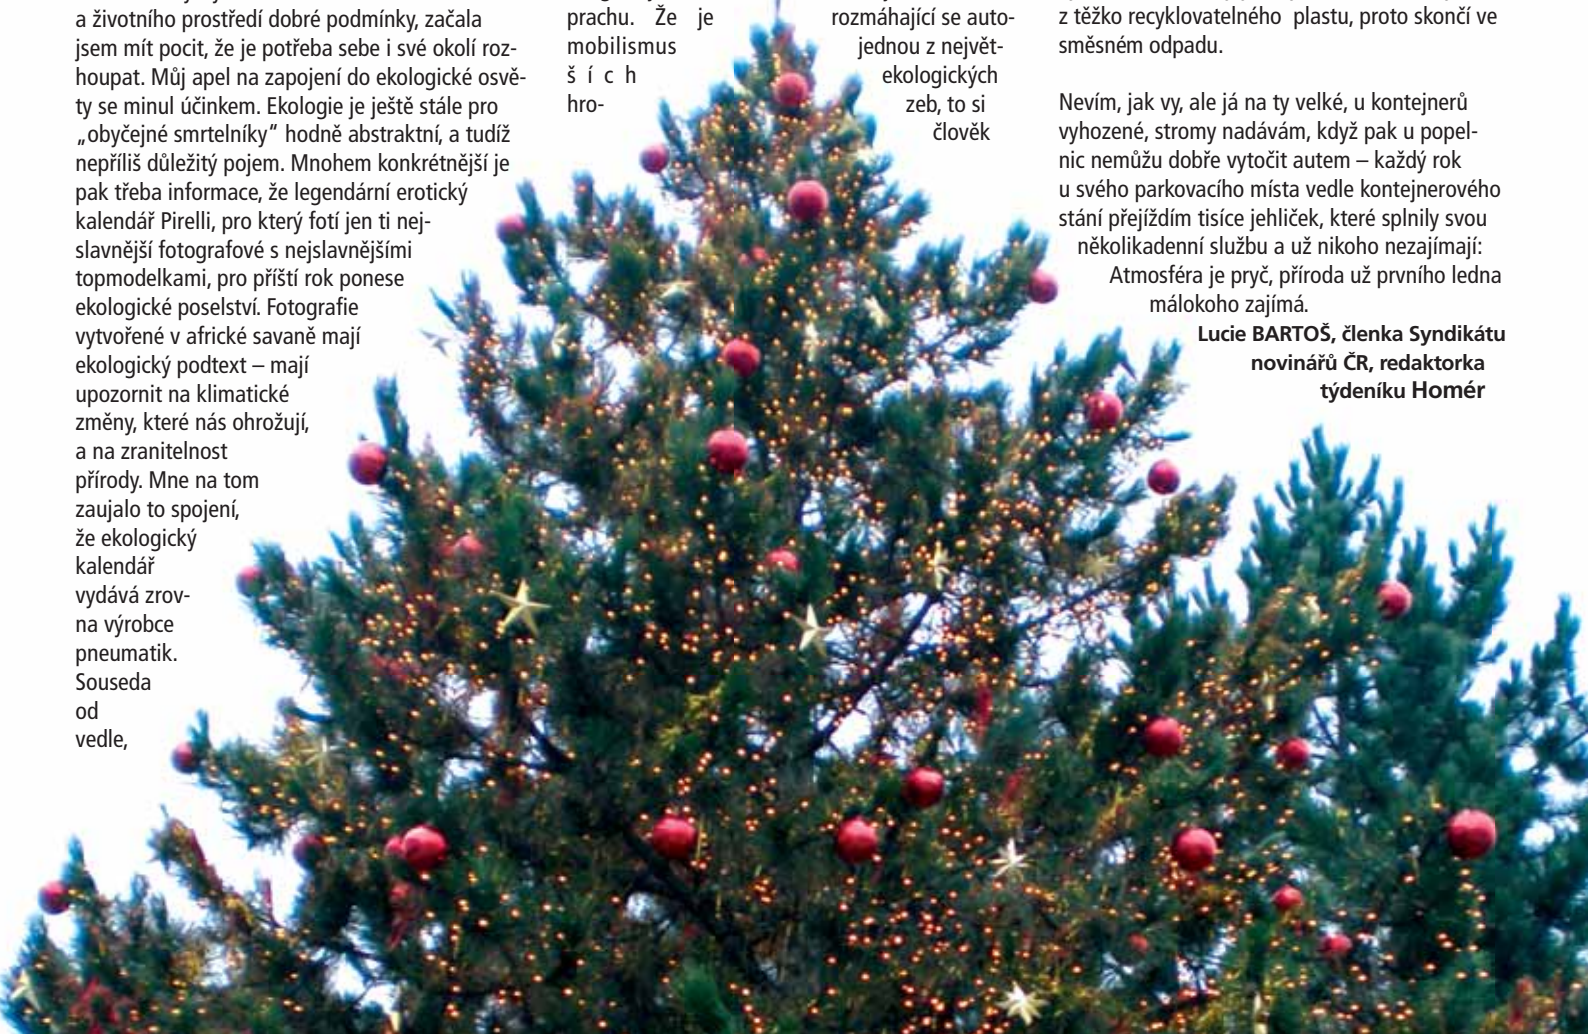 a životního prostředí dobré podmínky, začala
jsem mít pocit, že je potřeba sebe i své okolí roz-
houpat. Můj apel na zapojení do ekologické osvě-
ty se minul účinkem. Ekologie je ještě stále pro
„obyčejné smrtelníky“ hodně abstraktní, a tudíž
nepříliš důležitý pojem. Mnohem konkrétnější je
pak třeba informace, že legendární erotický
kalendář Pirelli, pro který fotí jen ti nej-
slavnější fotografové s nejslavnějšími
topmodelkami, pro příští rok ponese
ekologické poselství. Fotografie
vytvořené v africké savaně mají
ekologický podtext – mají
upozornit na klimatické
změny, které nás ohrožují,
a na zranitelnost
přírody. Mne na tom
zaujalo to spojení,
že ekologický
kalendář
vydává zrov-
na výrobce
pneumatik.
Souseda
od
vedle,
prachu. Že je rozmáhající se auto-
mobilismus jednou z největ-
ších ekologických
hro- zeb, to si
člověk
z těžko recyklovatelného plastu, proto skončí ve
směsném odpadu.
Nevím, jak vy, ale já na ty velké, u kontejnerů
vyhozené, stromy nadávám, když pak u popel-
nic nemůžu dobře vytočit autem – každý rok
u svého parkovacího místa vedle kontejnerového
stání přejíždím tisíce jehliček, které splnily svou
několikadenní službu a už nikoho nezajímají:
Atmosféra je pryč, příroda už prvního ledna
málokoho zajímá.
Lucie BARTOŠ, členka Syndikátu
novinářů ČR, redaktorka
týdeníku Homér